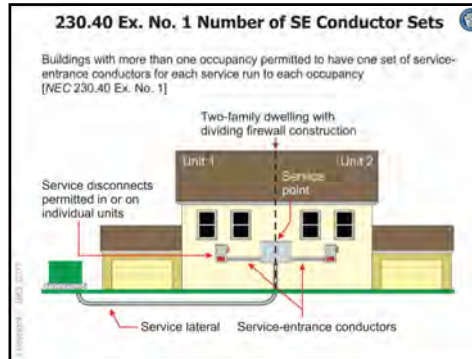 230.40 Ex. No. 1 Number of SE Conductor Sets
Buildings with more than one occupancy permitted to have one set of service-
entrance conductors for each service run to each occupancy
[NEC 230.40 Ex. No. 1]
Two-family dwelling with
dividing firewall construction
Unit 1
Unit 2
Service
point
Service disconnects
permitted in or on
individual units
Service lateral
Service-entrance conductors